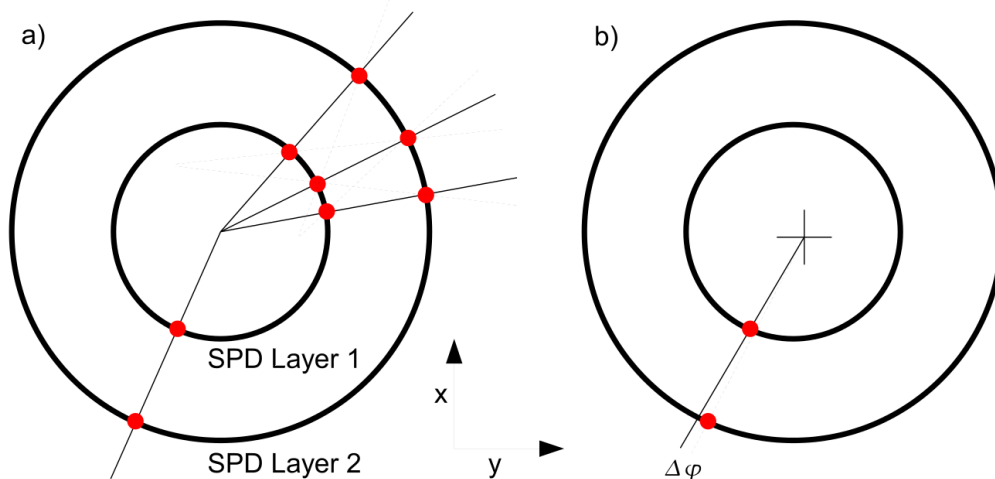 a)
b)
SPD Layer 1
SPD Layer 2
x
y
Δφ